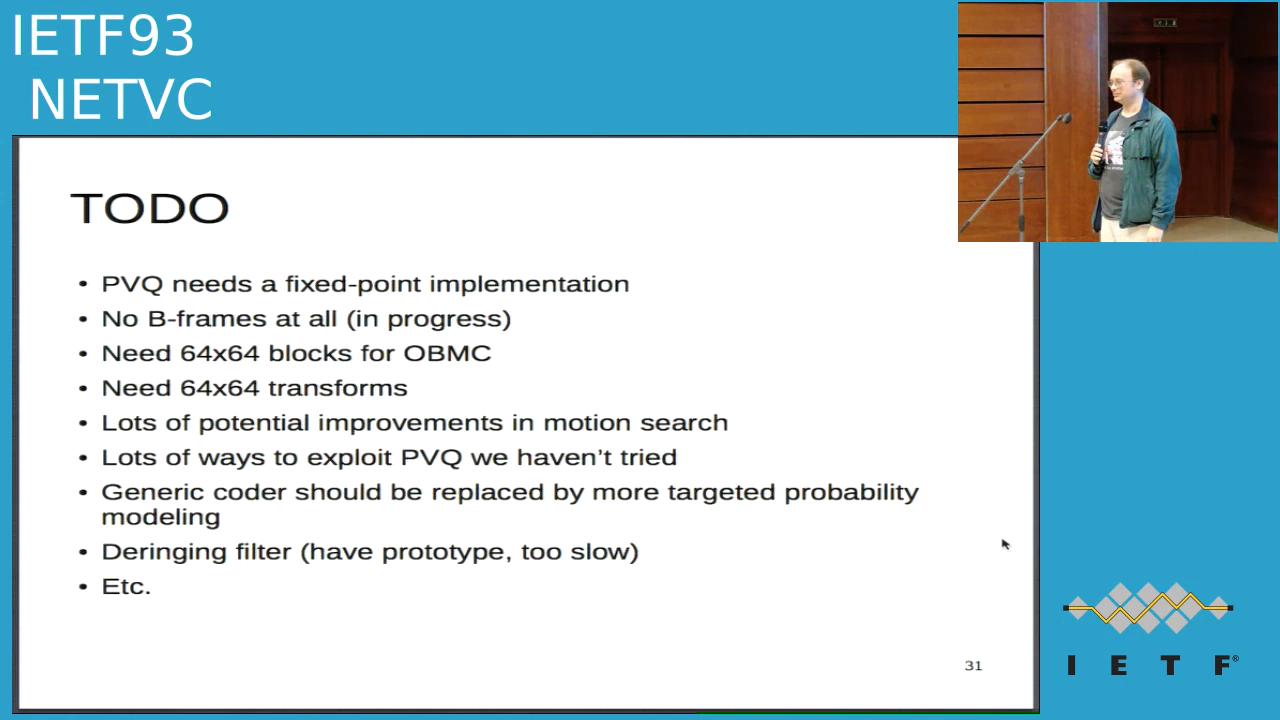 IETF93
NETVC
TODO
• PVQ needs a fixed-point implementation
• No B-frames at all (in progress)
• Need 64x64 blocks for OBMC
• Need 64x64 transforms
• Lots of potential improvements in motion search
• Lots of ways to exploit PVQ we haven’t tried
• Generic coder should be replaced by more targeted probability
modeling
• Deringing filter (have prototype, too slow)
• Etc.
31
I E T F®